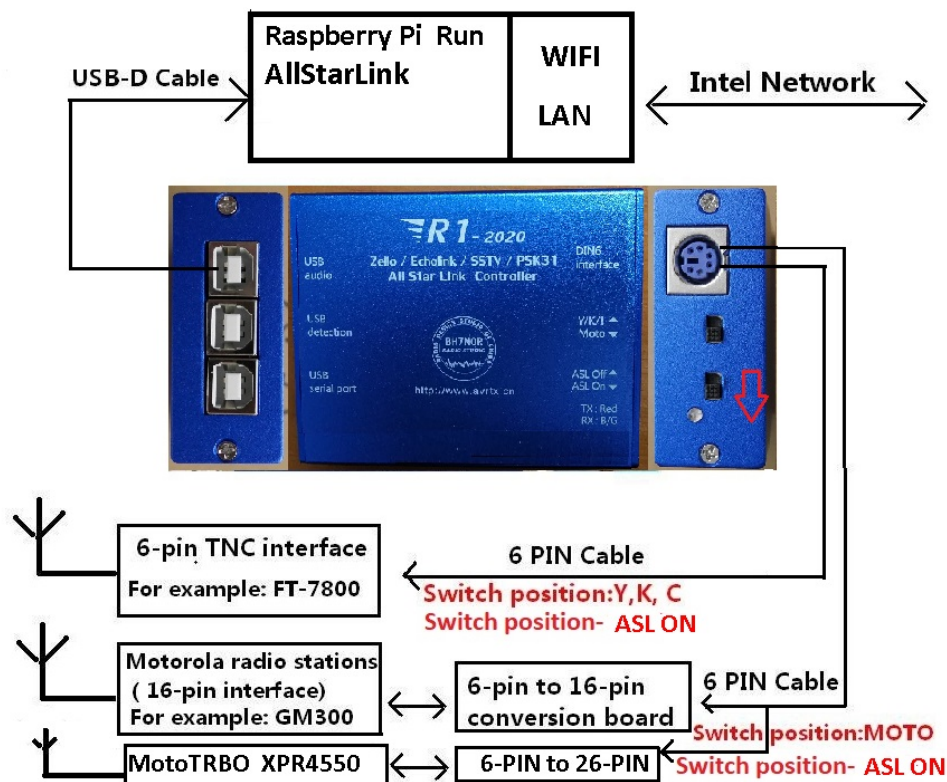 Raspberry Pi Run
AllStarLink
WIFI
LAN
USB-D Cable
Intel Network
R1-2020
Zello / Echolink / SSTV / PSK31
All Star Link Controller
USB
audio
DIN6
interface
USB
detection
Y/K/I
Moto
BH7NOR
USB
serial port
http://www.avrtx.cn
ASL Off
ASL On
TX : Red
RX : B/G
6-pin TNC interface
For example: FT-7800
6 PIN Cable
Switch position:Y,K, C
Switch position- ASL ON
Motorola radio stations
( 16-pin interface)
For example: GM300
6-pin to 16-pin
conversion board
6 PIN Cable
Switch position:MOTO
MotoTRBO XPR4550
6-PIN to 26-PIN
Switch position- ASL ON